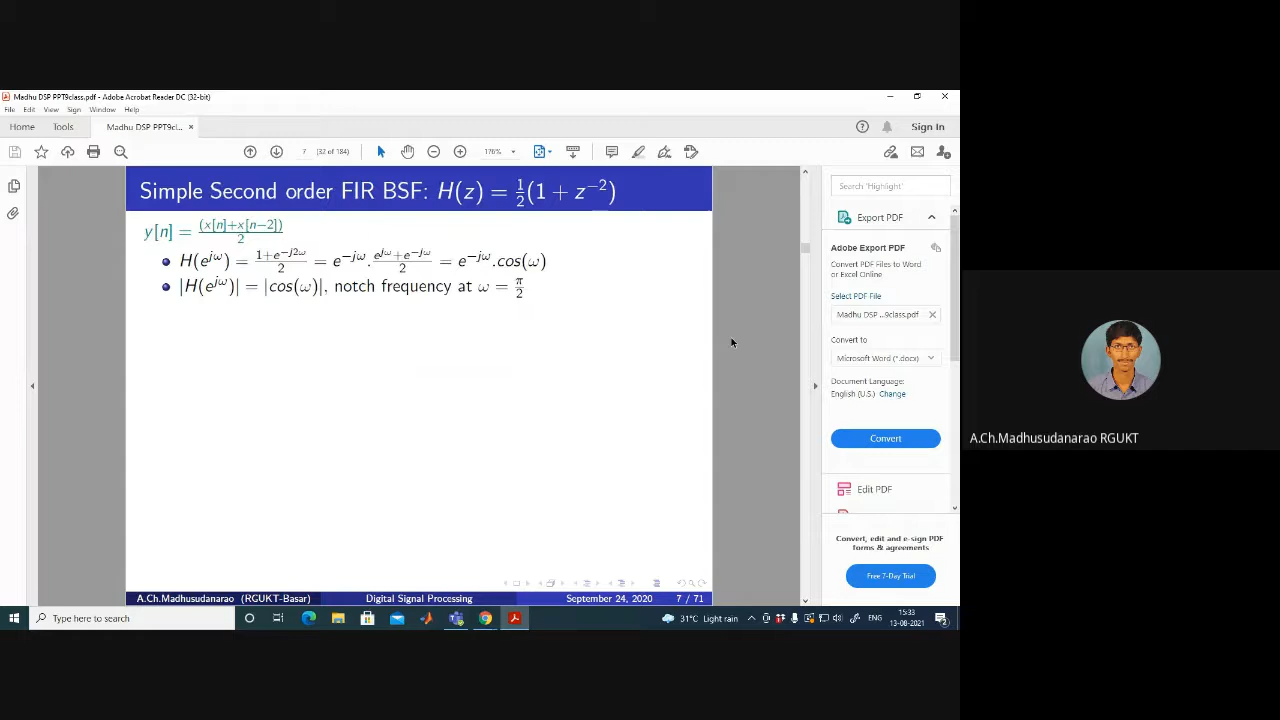 Madhu DSP PPT9class.pdf - Adobe Acrobat Reader DC (32-bit)
File Edit View Sign Window Help
Home Tools Madhu DSP PPT9cl... × Sign In
7 (32 of 184) 176%
Simple Second order FIR BSF: H(z) = ½(1 + z⁻²)
y[n] = (x[n]+x[n−2])/2
H(e^{jω}) = (1+e^{−j2ω})/2 = e^{−jω}.(e^{jω}+e^{−jω})/2 = e^{−jω}.cos(ω)
|H(e^{jω})| = |cos(ω)|, notch frequency at ω = π/2
A.Ch.Madhusudanarao (RGUKT-Basar) Digital Signal Processing September 24, 2020 7 / 71
Search 'Highlight'
Export PDF
Adobe Export PDF
Convert PDF Files to Word
or Excel Online
Select PDF File
Madhu DSP ...9class.pdf
Convert to
Microsoft Word (*.docx)
Document Language:
English (U.S.) Change
Convert
Edit PDF
Convert, edit and e-sign PDF
forms & agreements
Free 7-Day Trial
A.Ch.Madhusudanarao RGUKT
Type here to search
31°C Light rain
ENG
15:33
13-08-2021
2